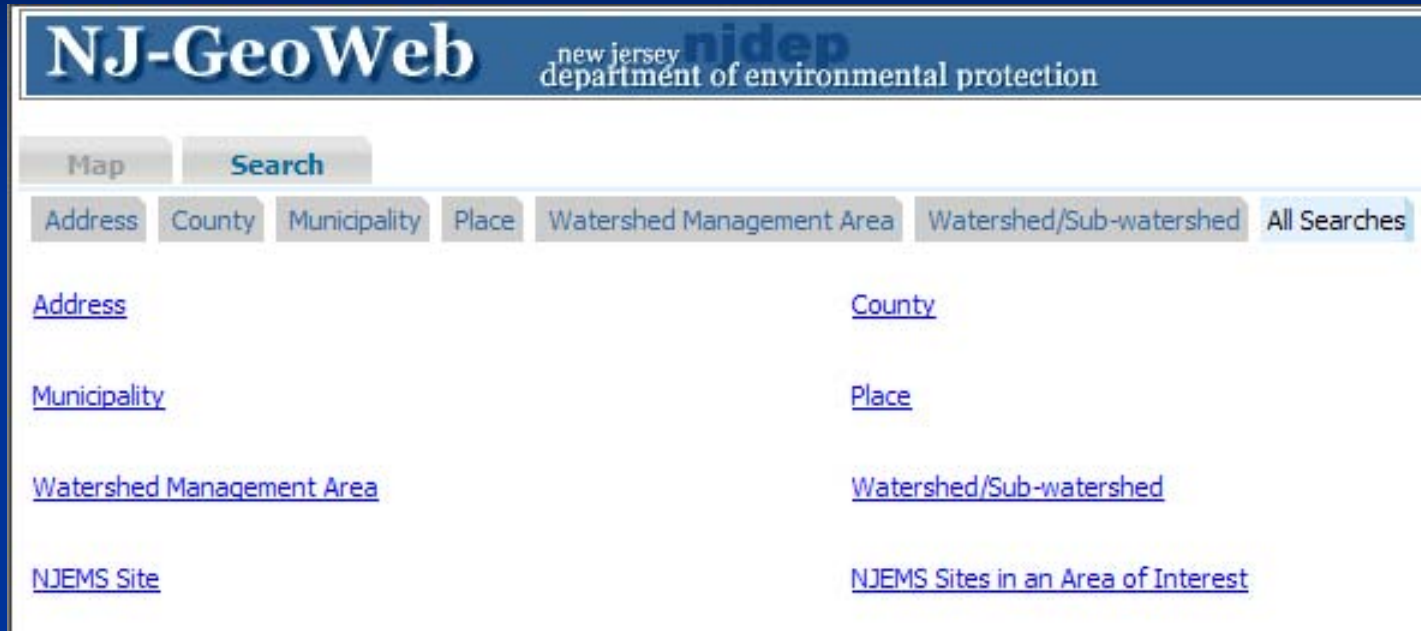 NJ-GeoWeb new jersey njdep
department of environmental protection
Map Search
Address County Municipality Place Watershed Management Area Watershed/Sub-watershed All Searches
Address County
Municipality Place
Watershed Management Area Watershed/Sub-watershed
NJEMS Site NJEMS Sites in an Area of Interest